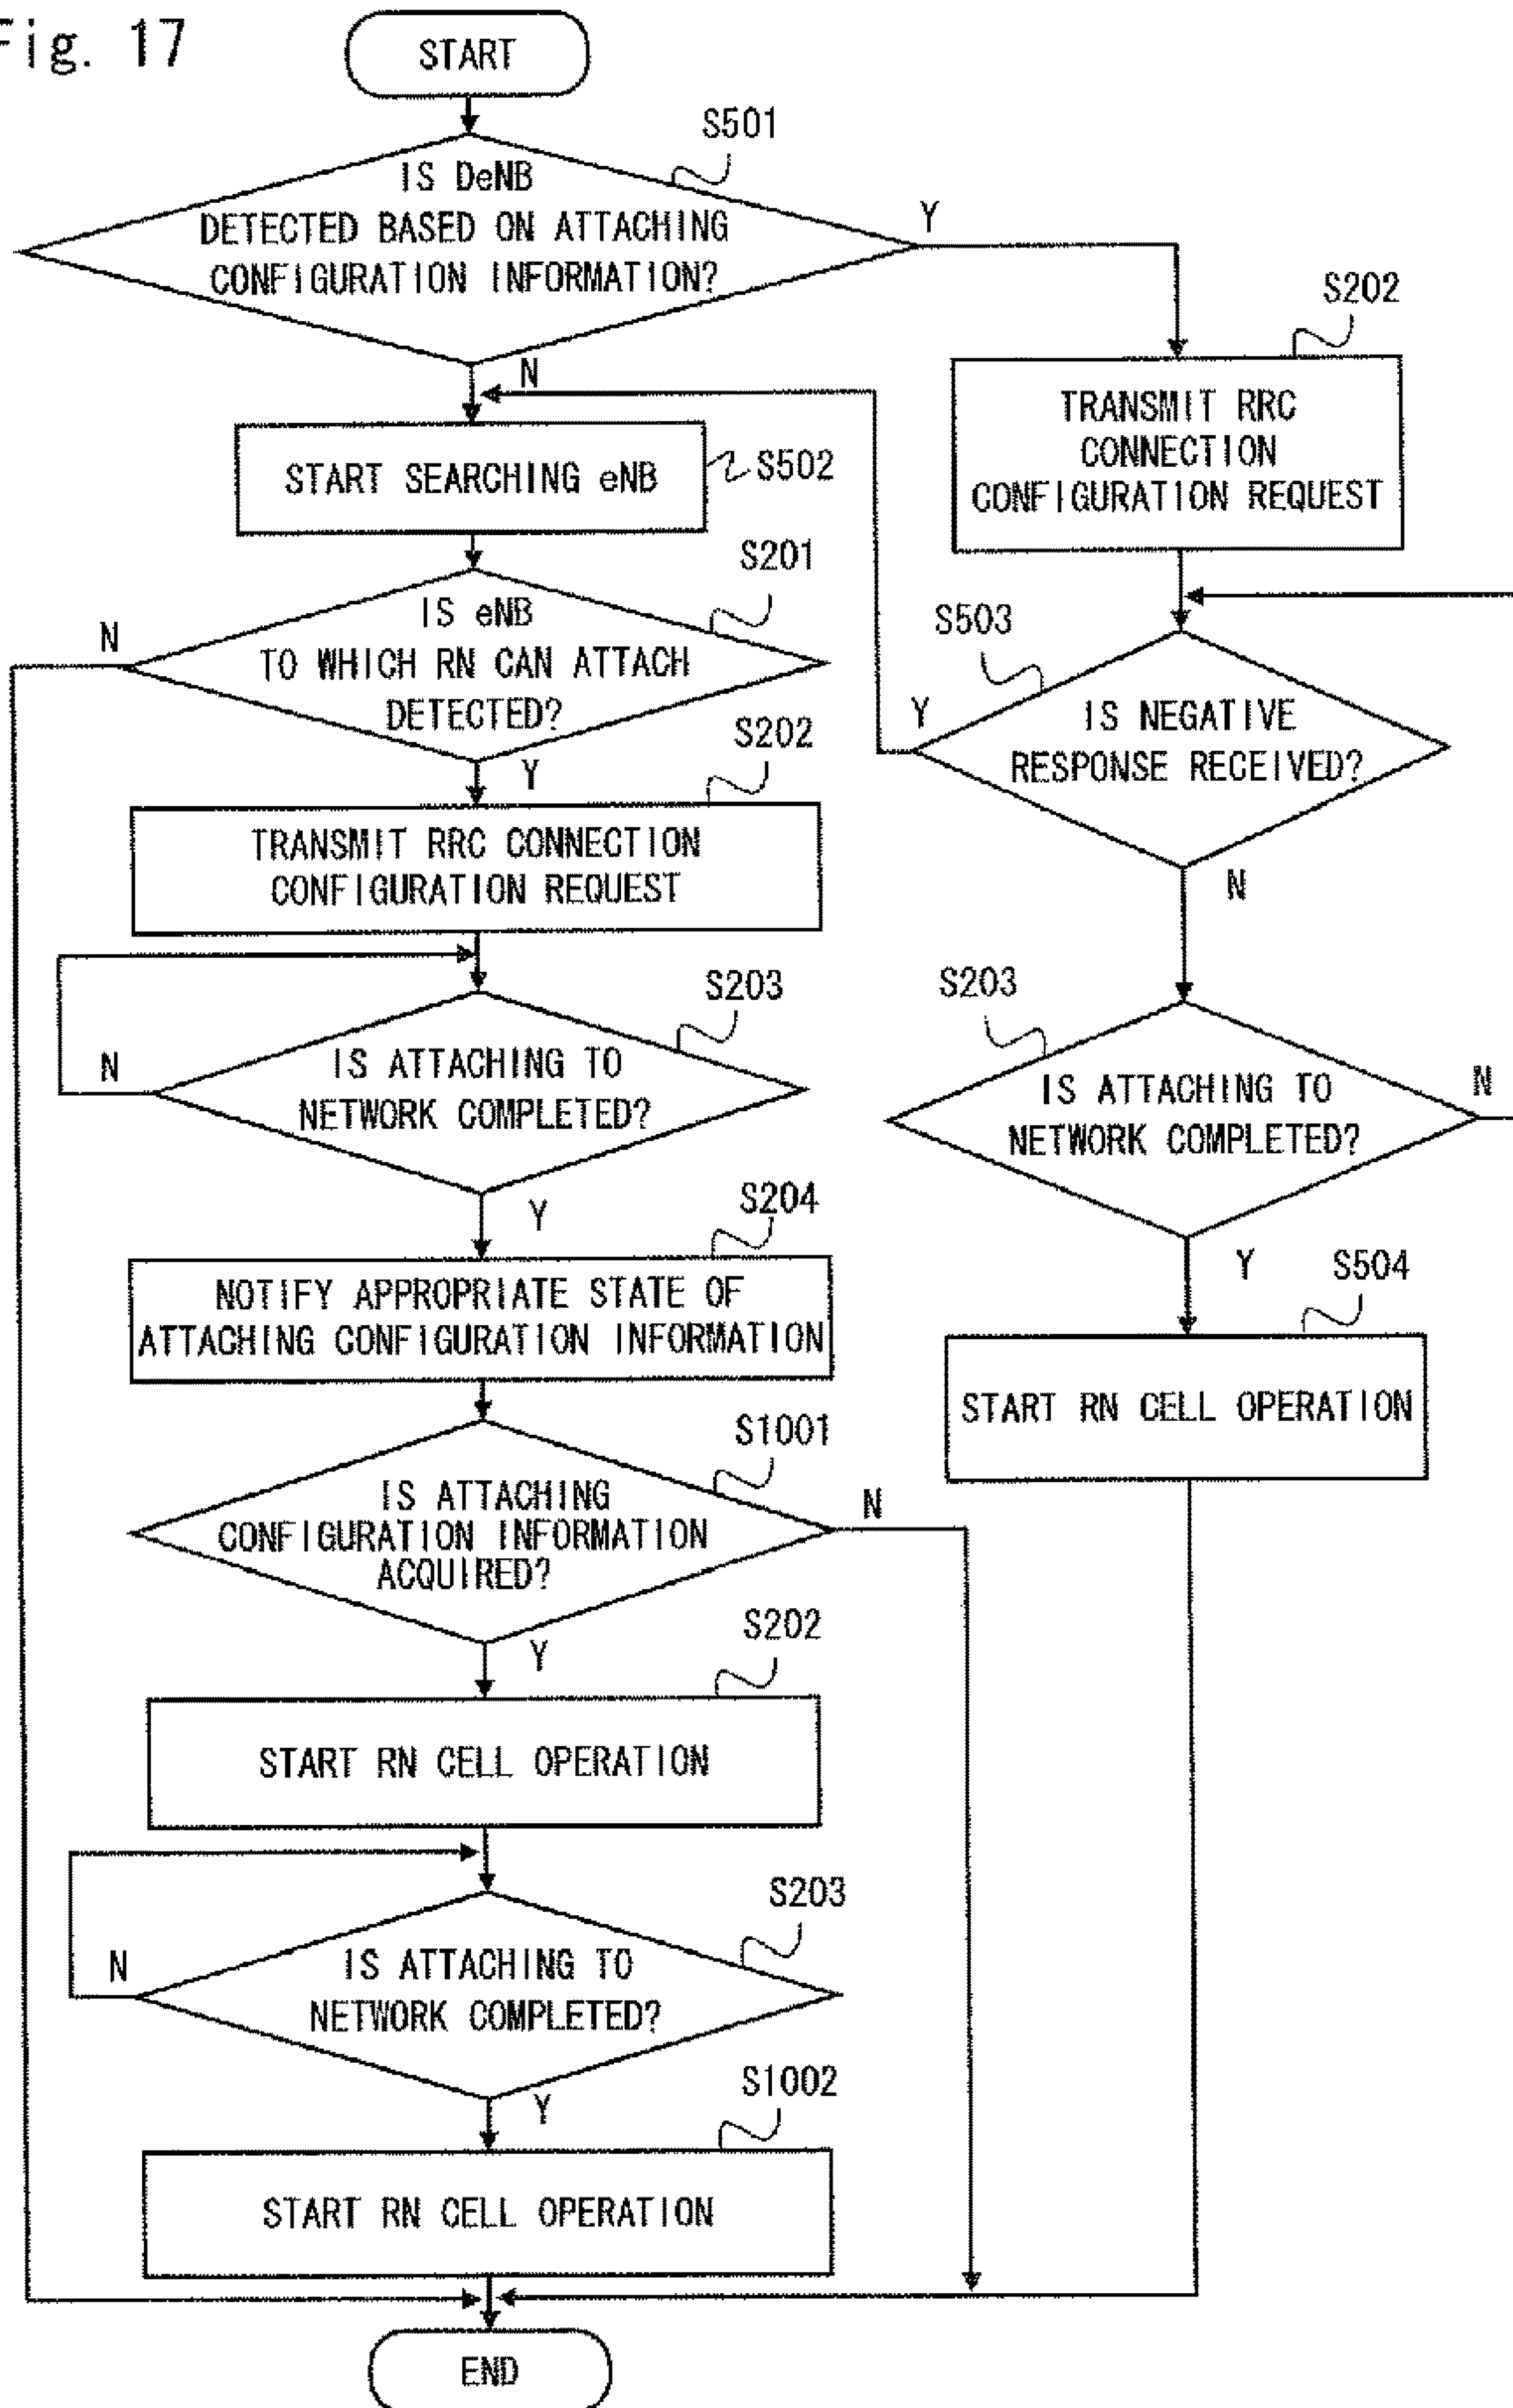 Fig. 17
START
S501
IS DeNB
DETECTED BASED ON ATTACHING
CONFIGURATION INFORMATION?
Y
N
S202
TRANSMIT RRC
CONNECTION
CONFIGURATION REQUEST
START SEARCHING eNB
S502
S201
IS eNB
TO WHICH RN CAN ATTACH
DETECTED?
N
Y
S503
IS NEGATIVE
RESPONSE RECEIVED?
Y
N
S202
TRANSMIT RRC CONNECTION
CONFIGURATION REQUEST
S203
IS ATTACHING TO
NETWORK COMPLETED?
N
Y
S203
IS ATTACHING TO
NETWORK COMPLETED?
N
Y
S204
NOTIFY APPROPRIATE STATE OF
ATTACHING CONFIGURATION INFORMATION
S504
START RN CELL OPERATION
S1001
IS ATTACHING
CONFIGURATION INFORMATION
ACQUIRED?
N
Y
S202
START RN CELL OPERATION
S203
IS ATTACHING TO
NETWORK COMPLETED?
N
Y
S1002
START RN CELL OPERATION
END